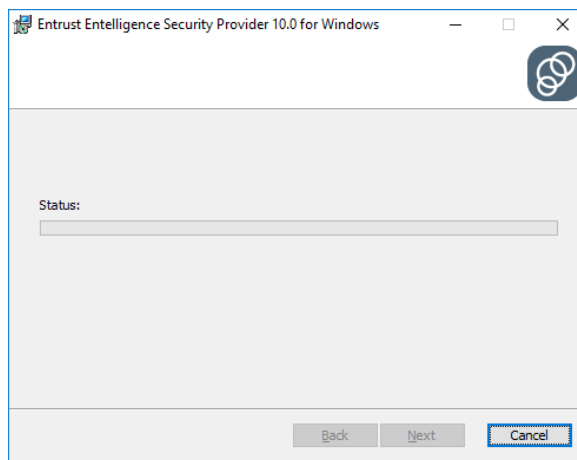 Entrust Entelligence Security Provider 10.0 for Windows
Status:
Back Next Cancel